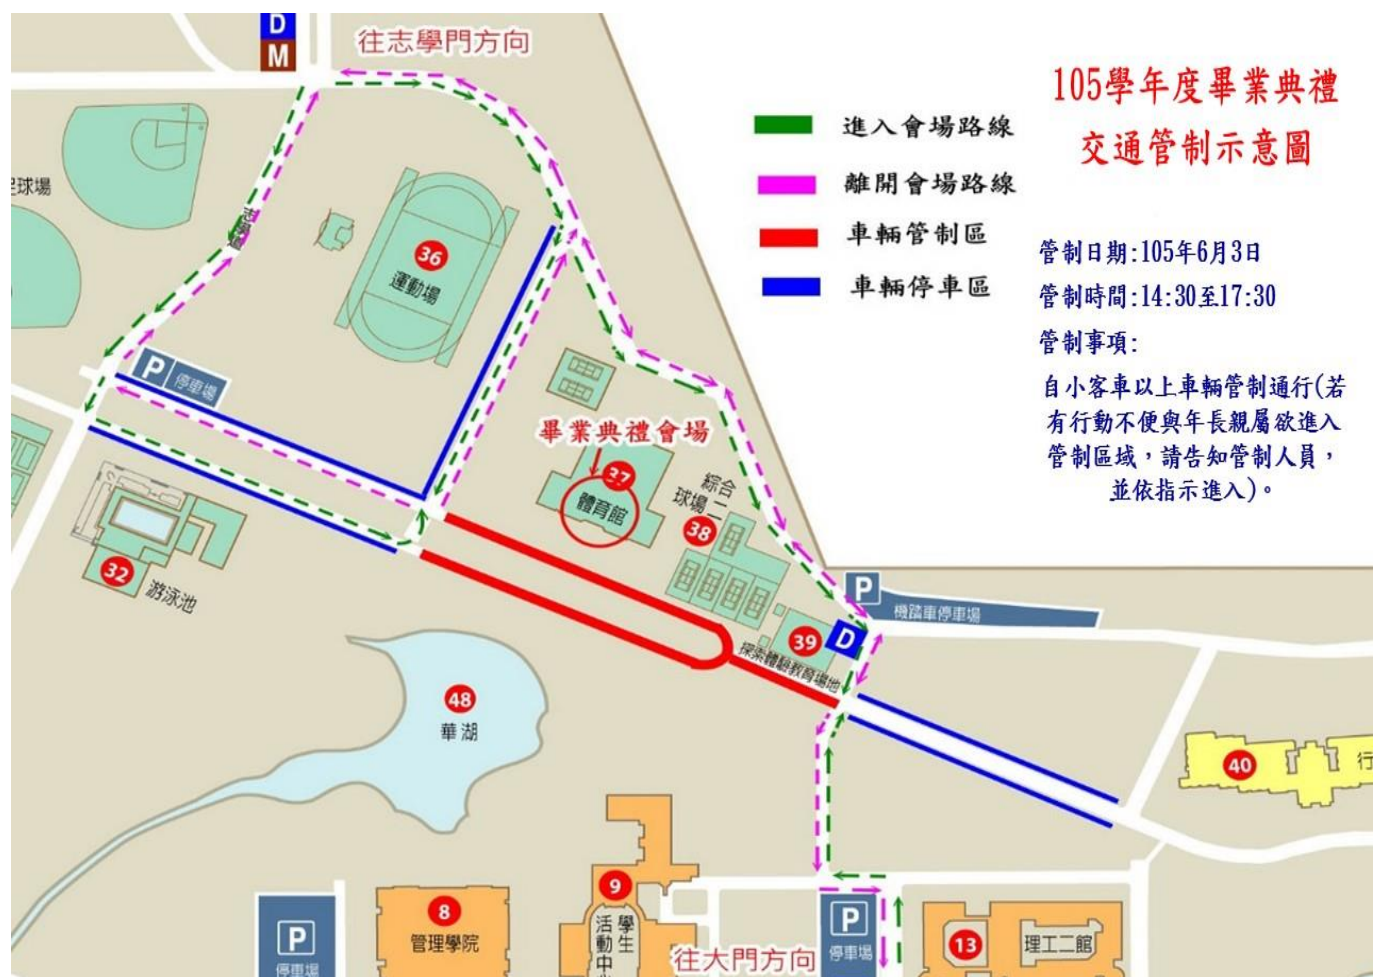 D
M
往志學門方向
105學年度畢業典禮
交通管制示意圖
進入會場路線
離開會場路線
車輛管制區
車輛停車區
管制日期:105年6月3日
管制時間:14:30至17:30
管制事項:
自小客車以上車輛管制通行(若
有行動不便與年長親屬欲進入
管制區域，請告知管制人員，
並依指示進入)。
球場
志學道
36
運動場
P
停車場
畢業典禮會場
37
體育館
綜合
球場二
38
32
游泳池
39
D
探索體驗教育場地
P
機踏車停車場
48
華湖
40
行
9
學生
活動中心
8
管理學院
P
停車場
往大門方向
P
停車場
13
理工二館